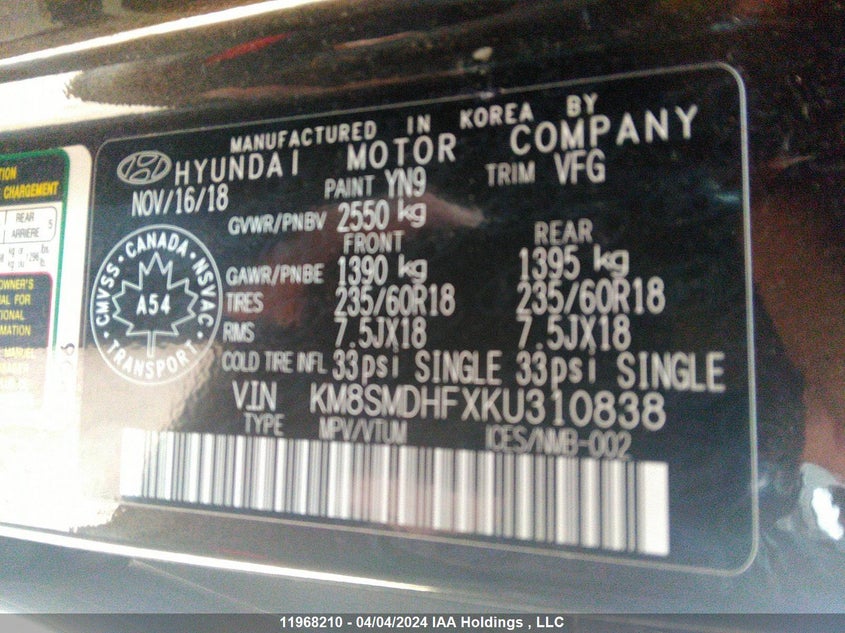 MANUFACTURED IN KOREA BY
HYUNDAI MOTOR COMPANY
NOV/16/18 PAINT YN9 TRIM VFG
GVWR/PNBV 2550 kg
FRONT REAR
GAWR/PNBE 1390 kg 1395 kg
TIRES 235/60R18 235/60R18
RIMS 7.5JX18 7.5JX18
COLD TIRE INFL 33psi SINGLE 33psi SINGLE
VIN KM8SMDHFXKU310838
TYPE MPV/VTUM ICES/NMB-002
CMVSS · CANADA · NSVAC · TRANSPORT ·
A54
CHARGEMENT
REAR
ARRIERE 5
OWNER'S
FOR
11968210 - 04/04/2024 IAA Holdings , LLC